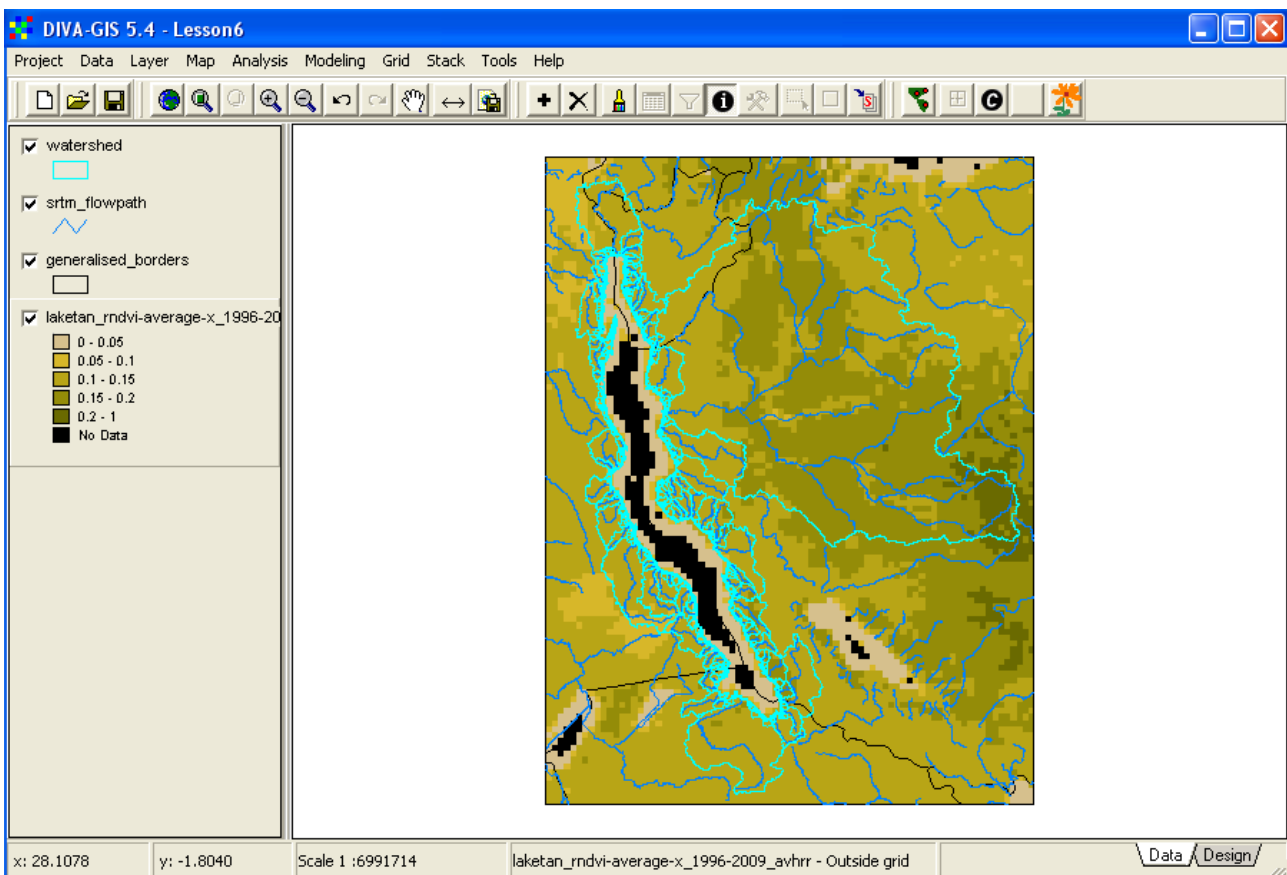 DIVA-GIS 5.4 - Lesson6
Project Data Layer Map Analysis Modeling Grid Stack Tools Help
watershed
srtm_flowpath
generalised_borders
laketan_rndvi-average-x_1996-20
0 - 0.05
0.05 - 0.1
0.1 - 0.15
0.15 - 0.2
0.2 - 1
No Data
x: 28.1078 y: -1.8040 Scale 1 :6991714 laketan_rndvi-average-x_1996-2009_avhrr - Outside grid Data Design